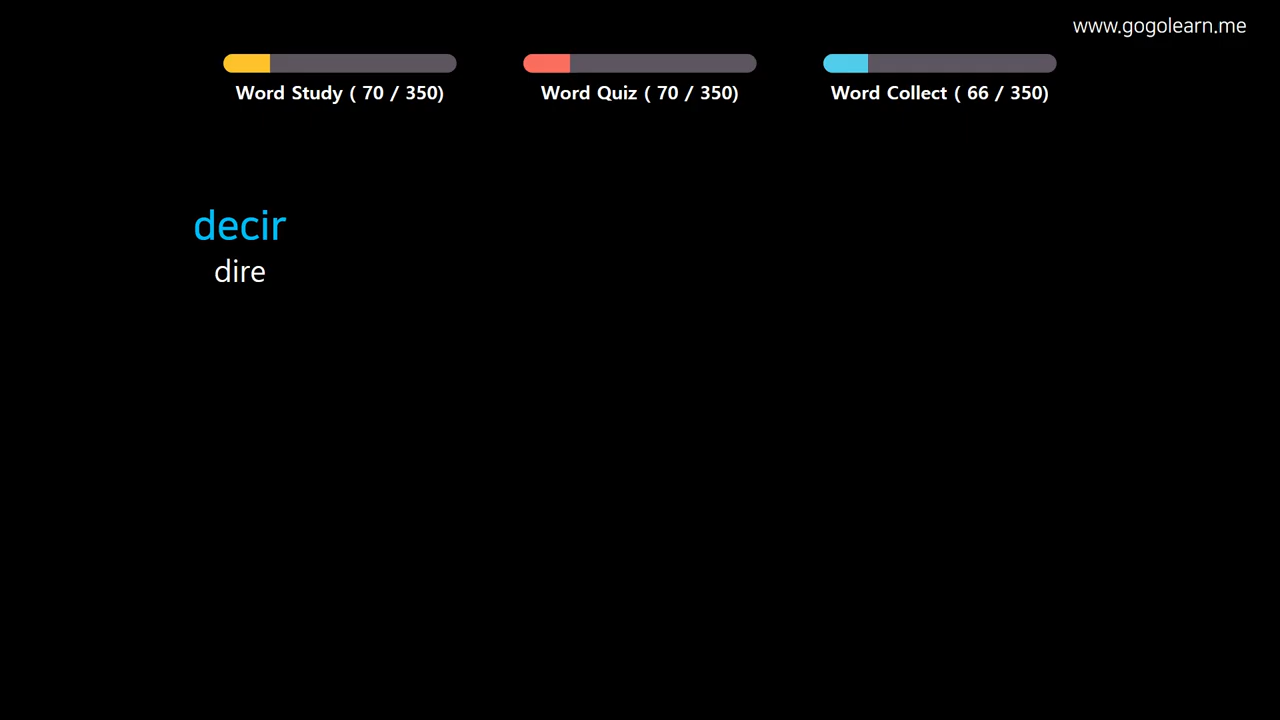 www.gogolearn.me
Word Study ( 70 / 350)
Word Quiz ( 70 / 350)
Word Collect ( 66 / 350)
decir
dire